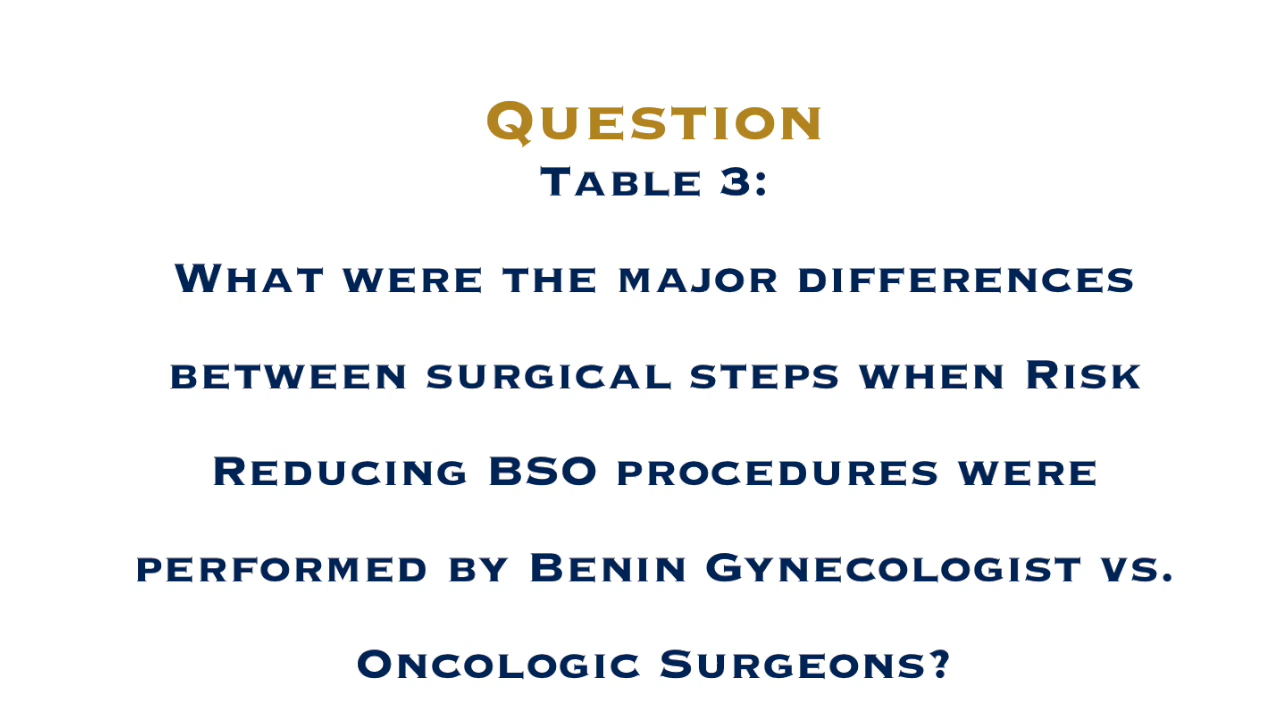 Question
Table 3:
What were the major differences
between surgical steps when Risk
Reducing BSO procedures were
performed by Benin Gynecologist vs.
Oncologic Surgeons?